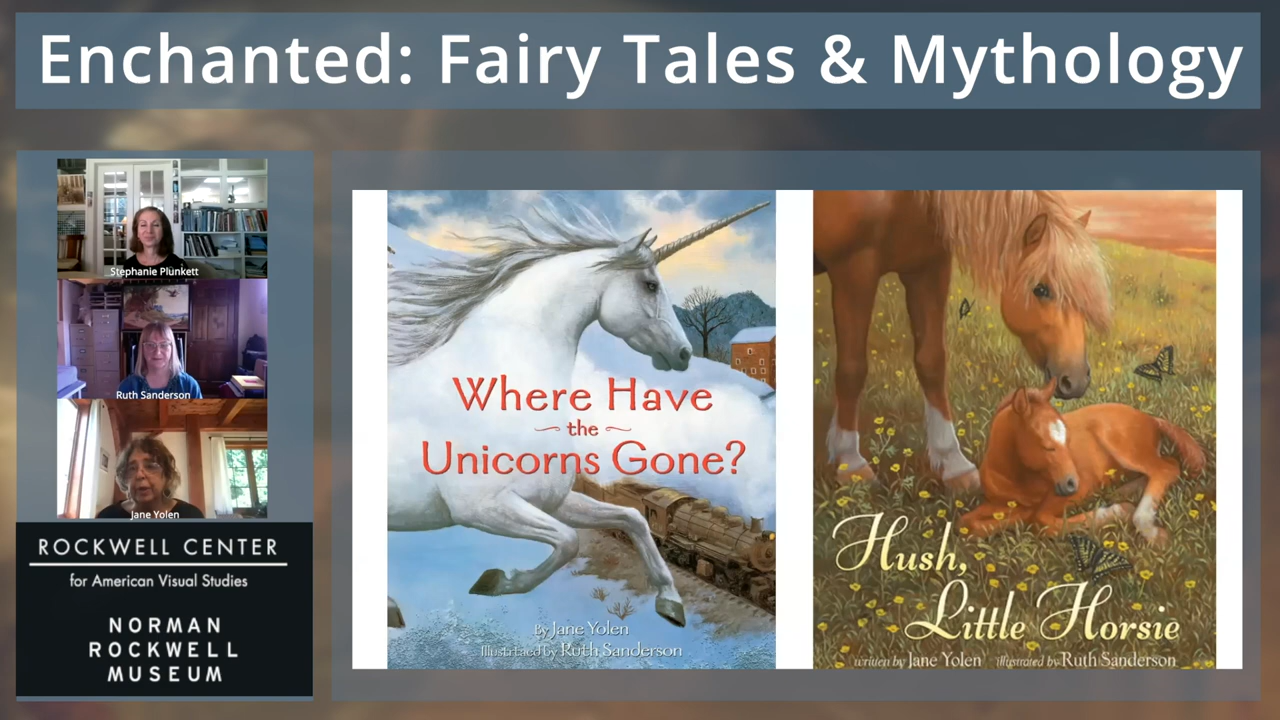 Enchanted: Fairy Tales & Mythology
Stephanie Plunkett
Ruth Sanderson
Jane Yolen
ROCKWELL CENTER
for American Visual Studies
NORMAN
ROCKWELL
MUSEUM
Where Have
the
Unicorns Gone?
By Jane Yolen
Illustrtaed by Ruth Sanderson
Hush,
Little Horsie
written by Jane Yolen illustrated by Ruth Sanderson